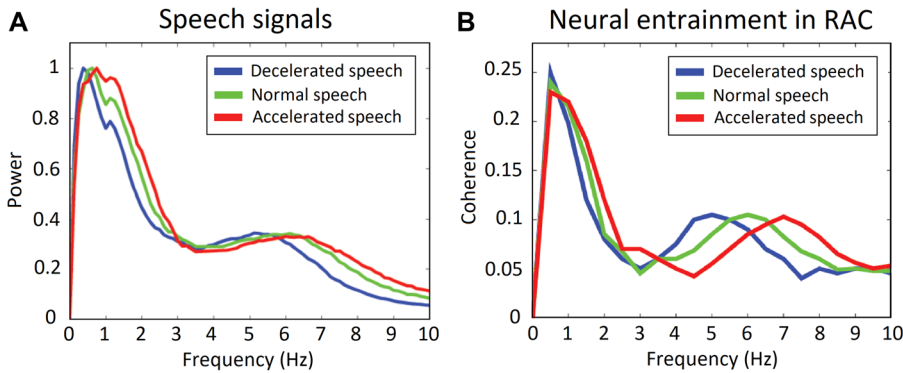 A
Speech signals
Decelerated speech
Normal speech
Accelerated speech
Power
1
0.8
0.6
0.4
0.2
0
0 1 2 3 4 5 6 7 8 9 10
Frequency (Hz)
B
Neural entrainment in RAC
Decelerated speech
Normal speech
Accelerated speech
Coherence
0.25
0.20
0.15
0.10
0.05
0
0 1 2 3 4 5 6 7 8 9 10
Frequency (Hz)